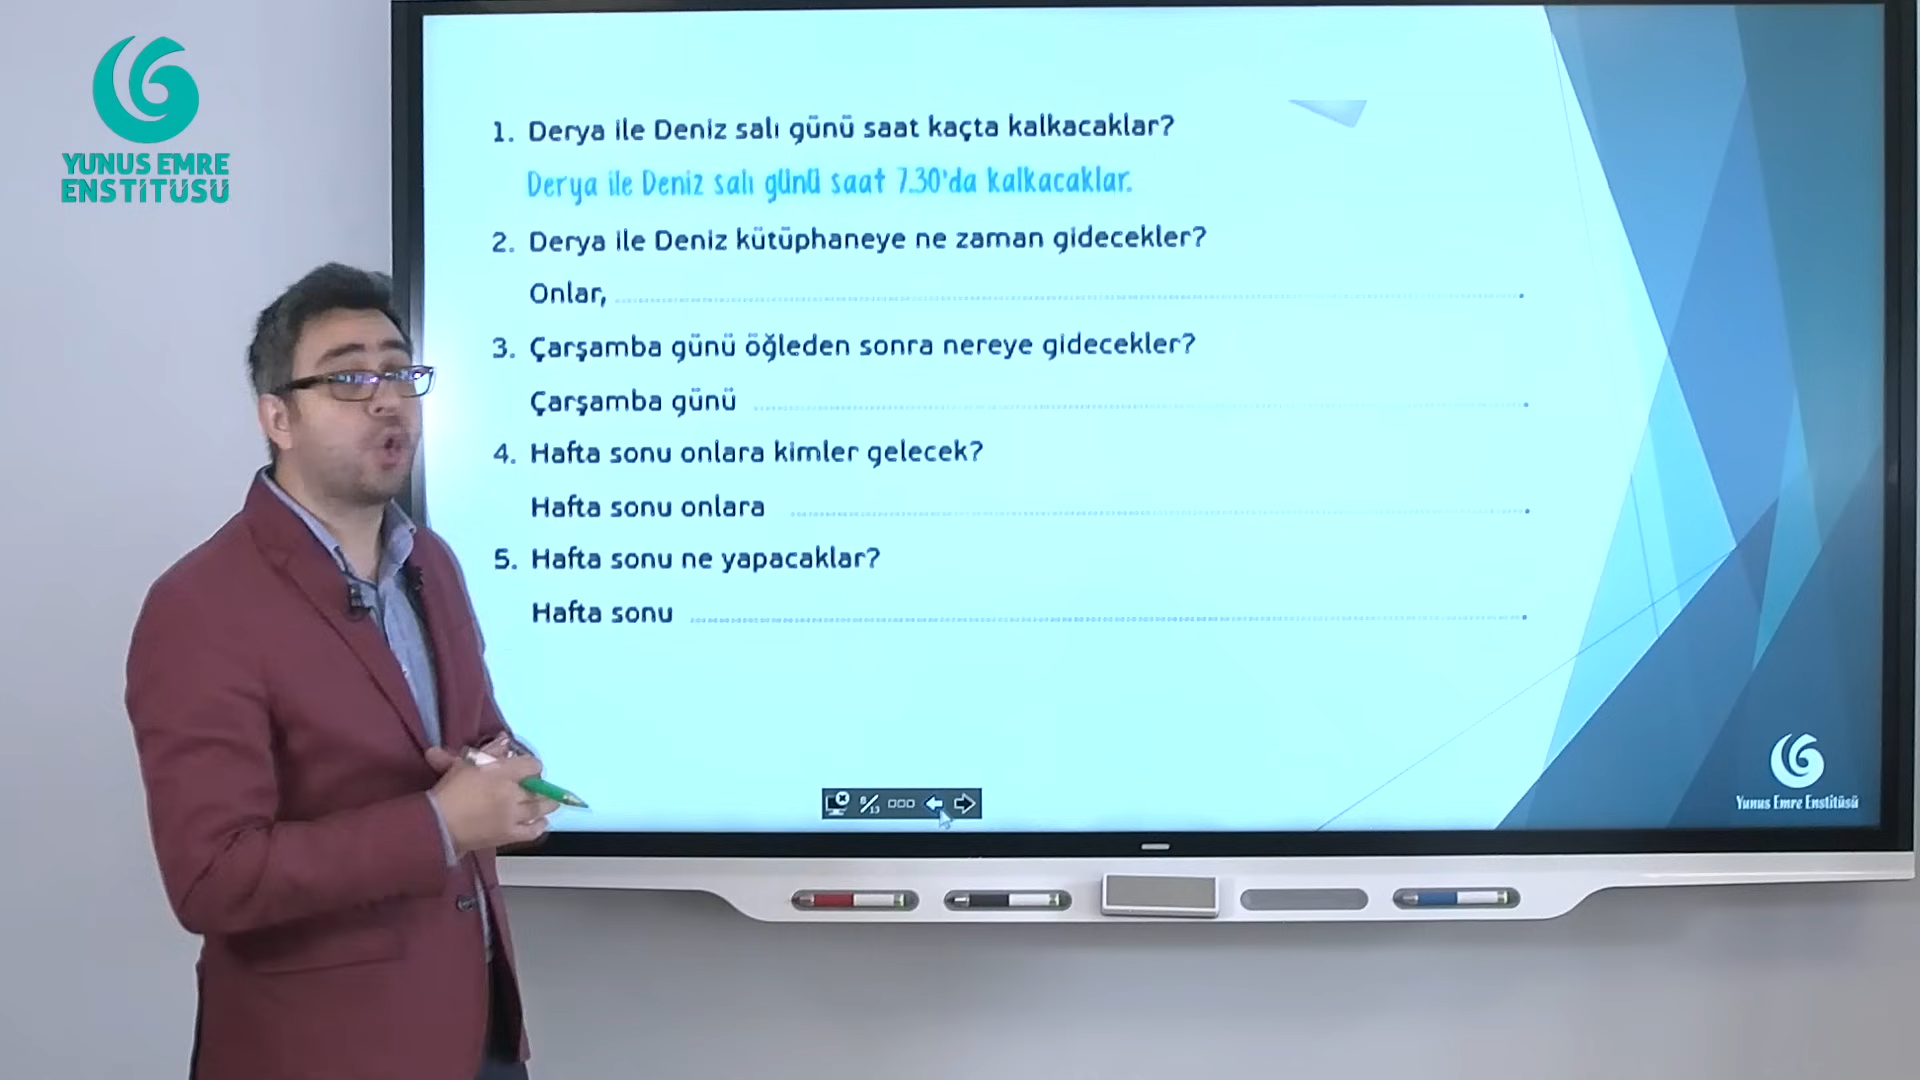 YUNUS EMRE
ENSTİTÜSÜ
1. Derya ile Deniz salı günü saat kaçta kalkacaklar?
Derya ile Deniz salı günü saat 7.30'da kalkacaklar.
2. Derya ile Deniz kütüphaneye ne zaman gidecekler?
Onlar, ........................................ .
3. Çarşamba günü öğleden sonra nereye gidecekler?
Çarşamba günü ........................................ .
4. Hafta sonu onlara kimler gelecek?
Hafta sonu onlara ........................................ .
5. Hafta sonu ne yapacaklar?
Hafta sonu ........................................ .
8/13
Yunus Emre Enstitüsü